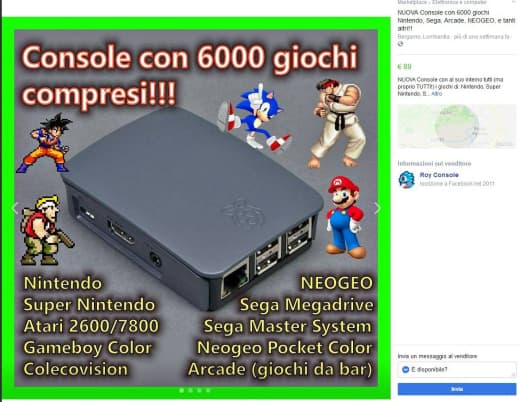 Console con 6000 giochi
compresi!!!
Nintendo
Super Nintendo
Atari 2600/7800
Gameboy Color
Colecovision
NEOGEO
Sega Megadrive
Sega Master System
Neogeo Pocket Color
Arcade (giochi da bar)
Marketplace › Elettronica e computer
NUOVA Console con 6000 giochi
Nintendo, Sega, Arcade, NEOGEO, e tanti
altri!!!
Bergamo, Lombardia · più di una settimana fa ·
€ 89
NUOVA Console con al suo interno tutti (ma
proprio TUTTI!) i giochi di: Nintendo, Super
Nintendo, S... Altro
Informazioni sul venditore
Roy Console
Iscrizione a Facebook nel 2011
Invia un messaggio al venditore
È disponibile?
Invia